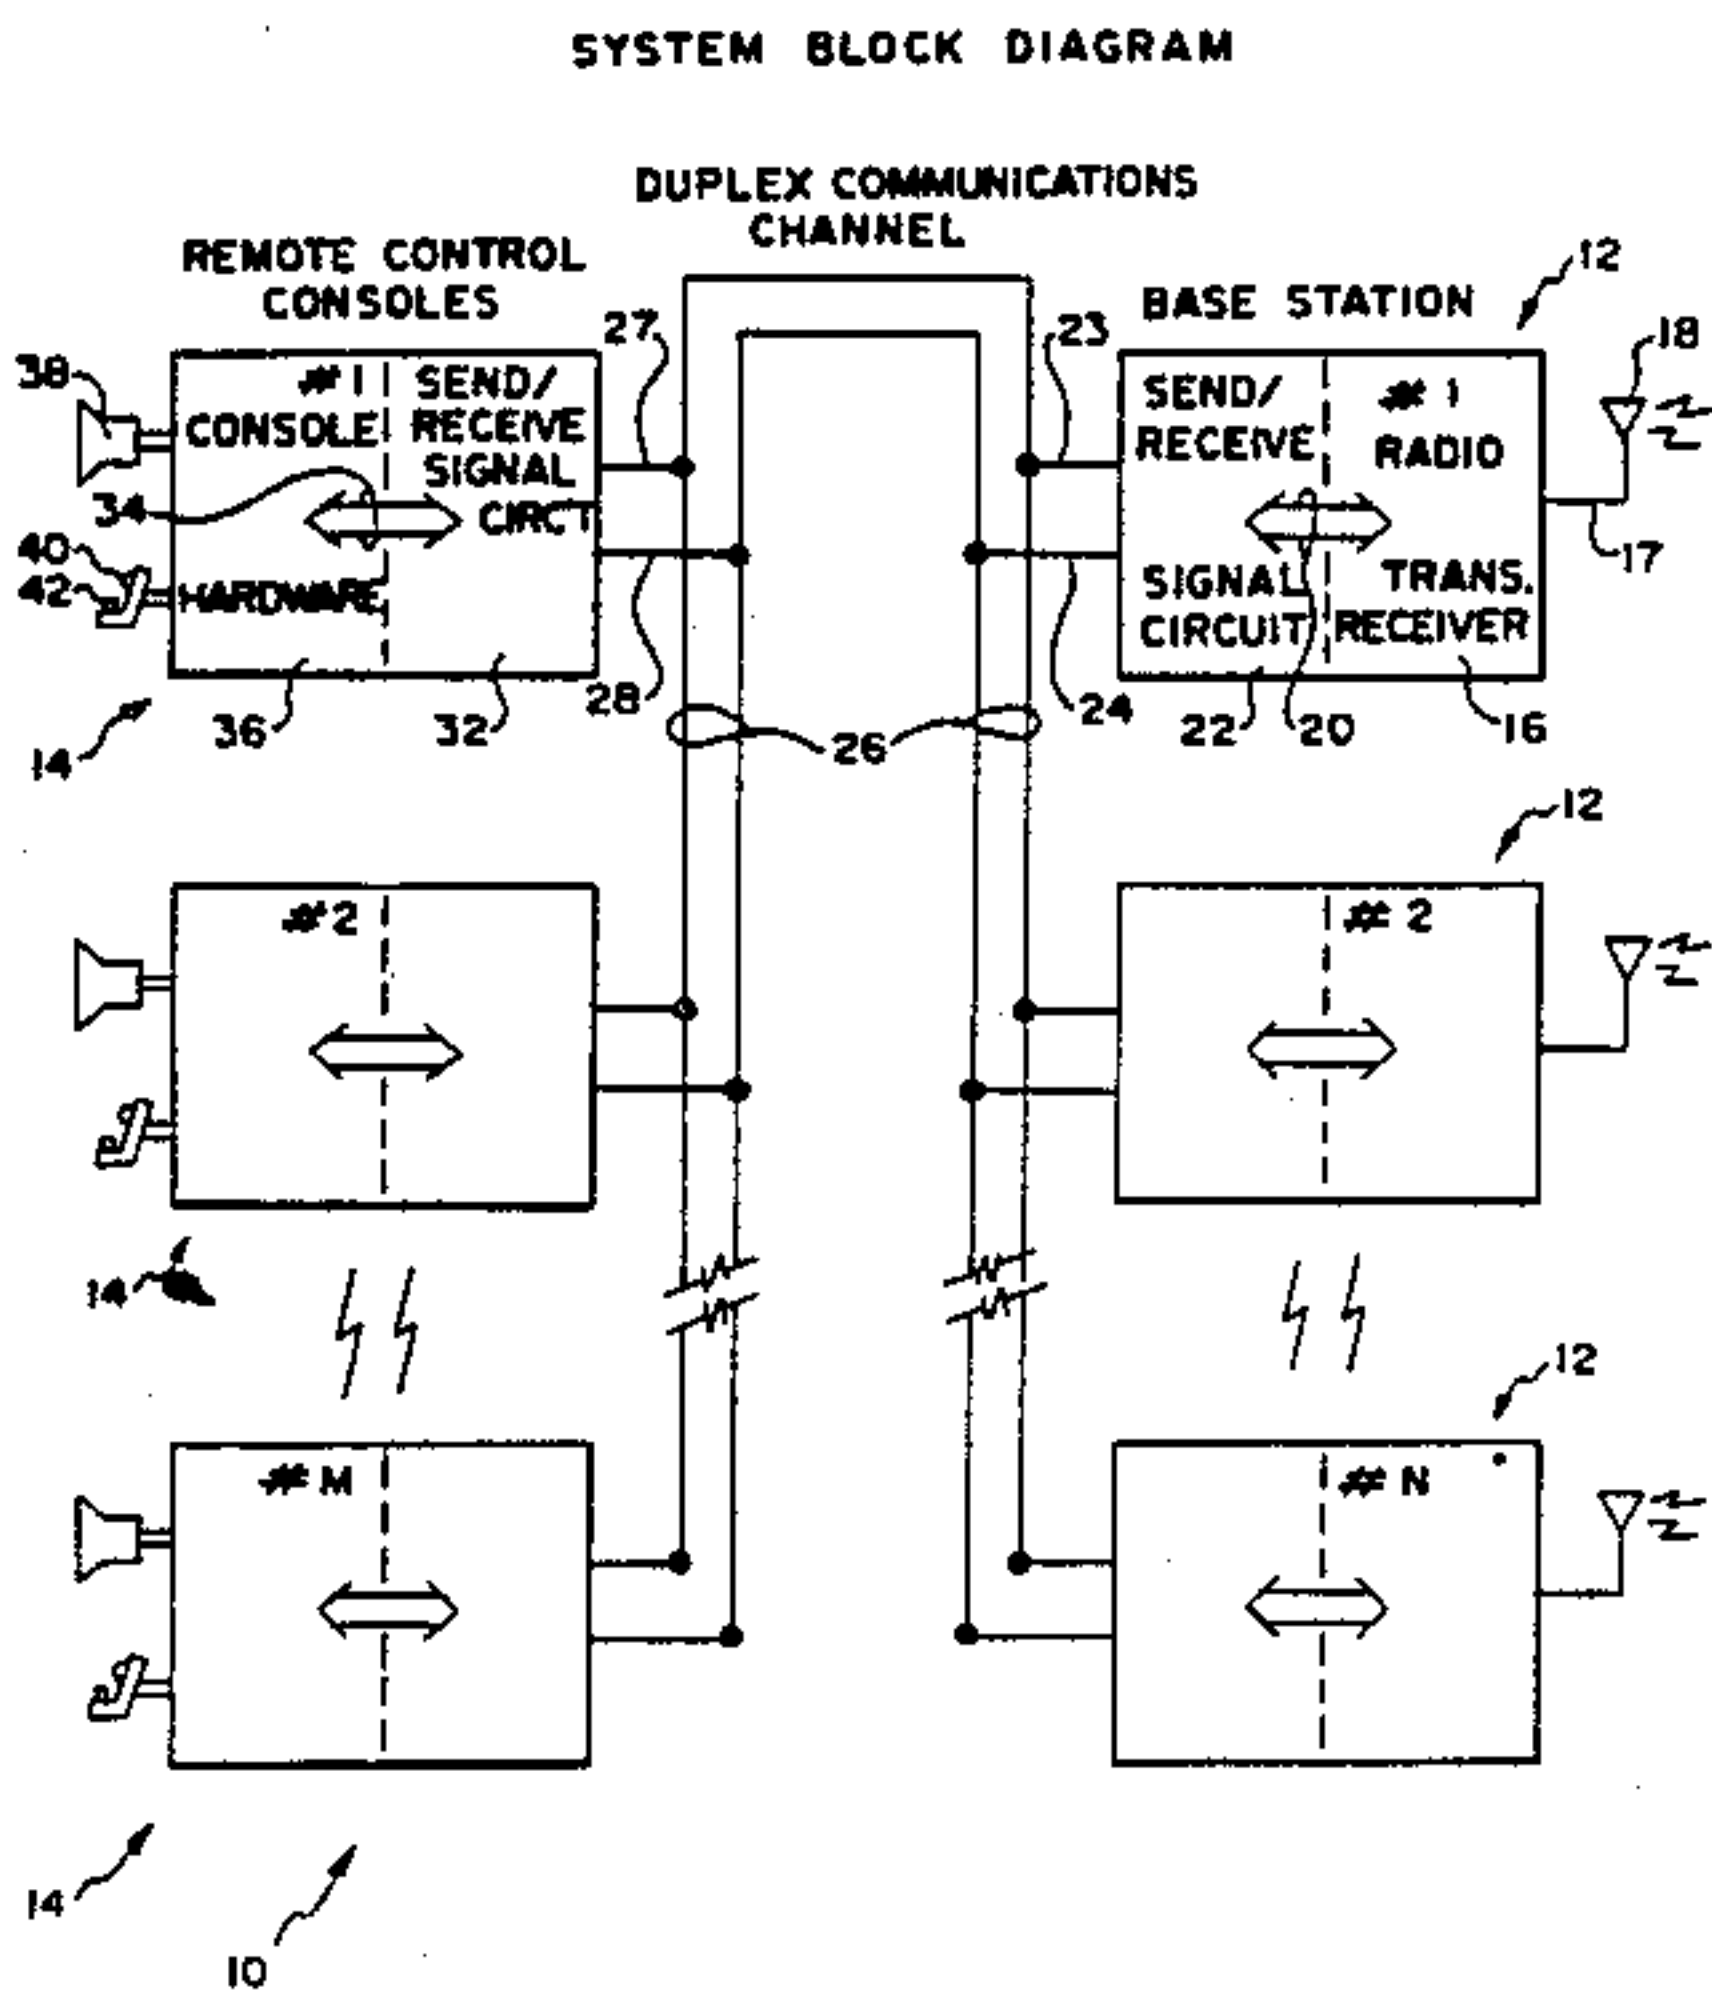 SYSTEM BLOCK DIAGRAM
DUPLEX COMMUNICATIONS
CHANNEL
REMOTE CONTROL
CONSOLES
BASE STATION
12
27
23
18
38
#1
CONSOLE
SEND/
RECEIVE
SIGNAL
CIRC'T
34
40
42
HARDWARE
SEND/
RECEIVE
#1
RADIO
17
SIGNAL
CIRCUIT
TRANS.
RECEIVER
14
36
32
28
26
24
22
20
16
12
#2
#2
14
12
#M
#N
14
10